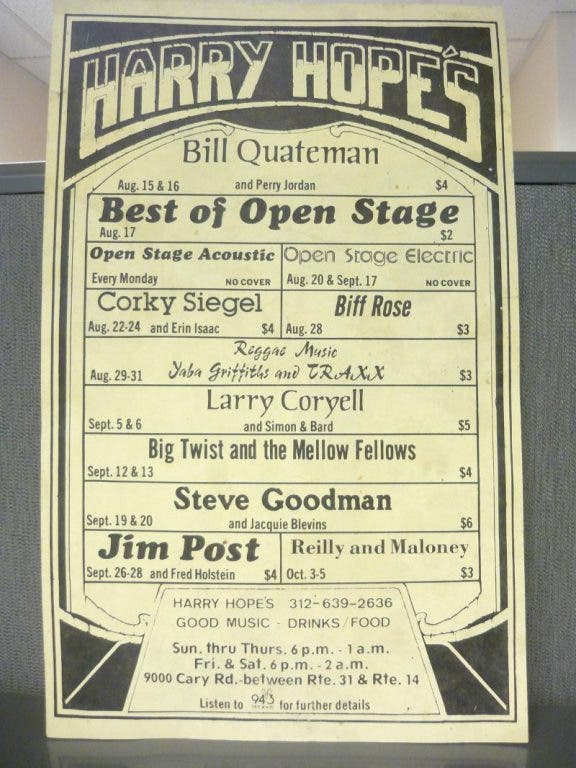 HARRY HOPE'S
Bill Quateman
Aug. 15 & 16 and Perry Jordan $4
Best of Open Stage
Aug. 17 $2
Open Stage Acoustic
Every Monday NO COVER
Open Stage Electric
Aug. 20 & Sept. 17 NO COVER
Corky Siegel
Aug. 22-24 and Erin Isaac $4
Biff Rose
Aug. 28 $3
Reggae Music
Aug. 29-31 Yaba Griffiths and TRAXX $3
Larry Coryell
Sept. 5 & 6 and Simon & Bard $5
Big Twist and the Mellow Fellows
Sept. 12 & 13 $4
Steve Goodman
Sept. 19 & 20 and Jacquie Blevins $6
Jim Post
Sept. 26-28 and Fred Holstein $4
Reilly and Maloney
Oct. 3-5 $3
HARRY HOPE'S 312-639-2636
GOOD MUSIC - DRINKS/FOOD
Sun. thru Thurs. 6 p.m. - 1 a.m.
Fri. & Sat. 6 p.m. - 2 a.m.
9000 Cary Rd.-between Rte. 31 & Rte. 14
Listen to 94.3 for further details